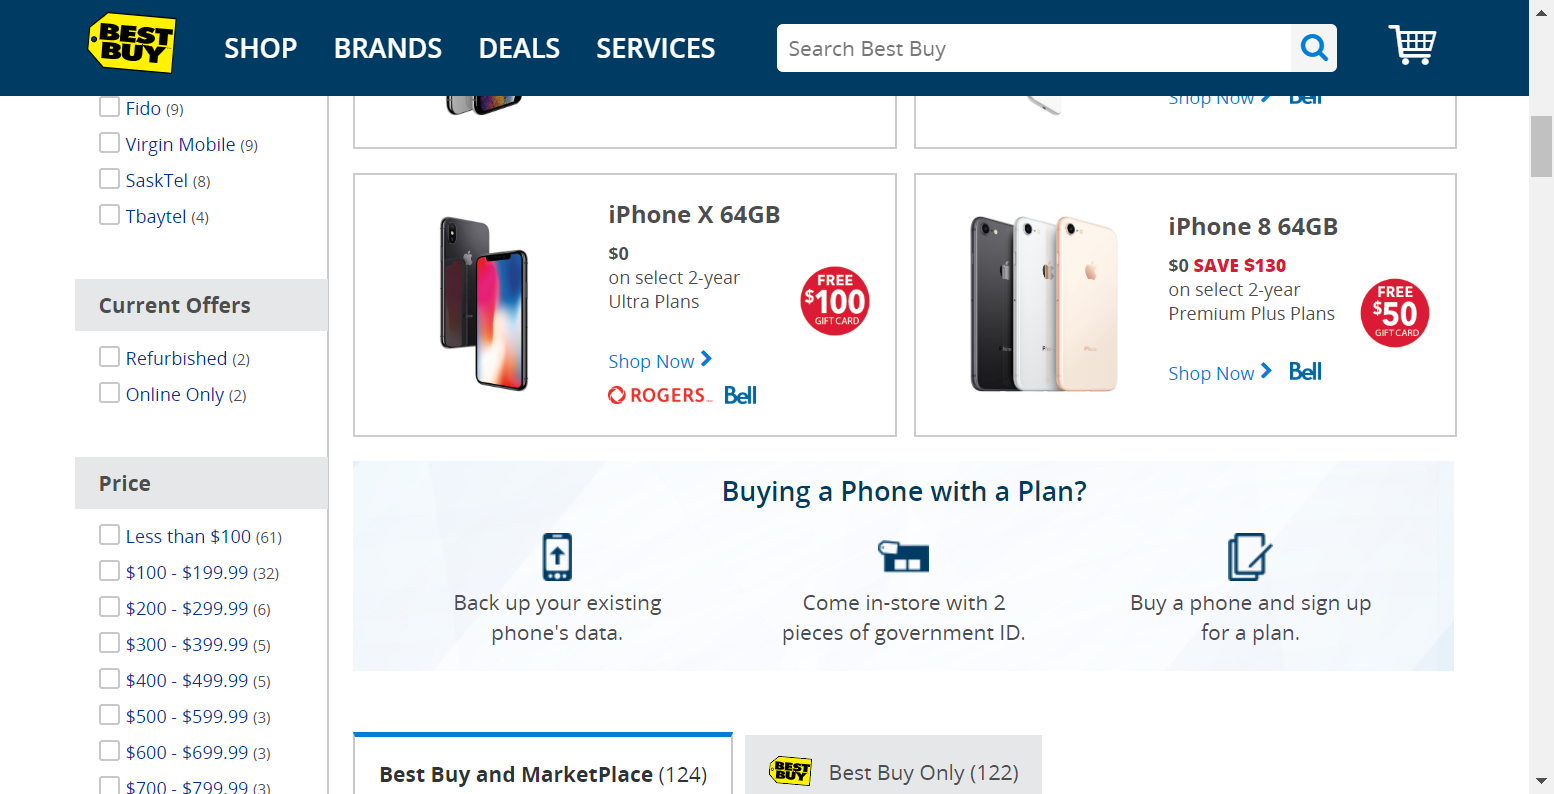 BEST BUY
SHOP
BRANDS
DEALS
SERVICES
Search Best Buy
Fido (9)
Virgin Mobile (9)
SaskTel (8)
Tbaytel (4)
Current Offers
Refurbished (2)
Online Only (2)
Price
Less than $100 (61)
$100 - $199.99 (32)
$200 - $299.99 (6)
$300 - $399.99 (5)
$400 - $499.99 (5)
$500 - $599.99 (3)
$600 - $699.99 (3)
$700 - $799.99 (3)
Shop Now
Bell
iPhone X 64GB
$0
on select 2-year
Ultra Plans
FREE
$100
GIFT CARD
Shop Now
ROGERS
Bell
iPhone 8 64GB
$0 SAVE $130
on select 2-year
Premium Plus Plans
FREE
$50
GIFT CARD
Shop Now
Bell
Buying a Phone with a Plan?
Back up your existing
phone's data.
Come in-store with 2
pieces of government ID.
Buy a phone and sign up
for a plan.
Best Buy and MarketPlace (124)
BEST BUY
Best Buy Only (122)